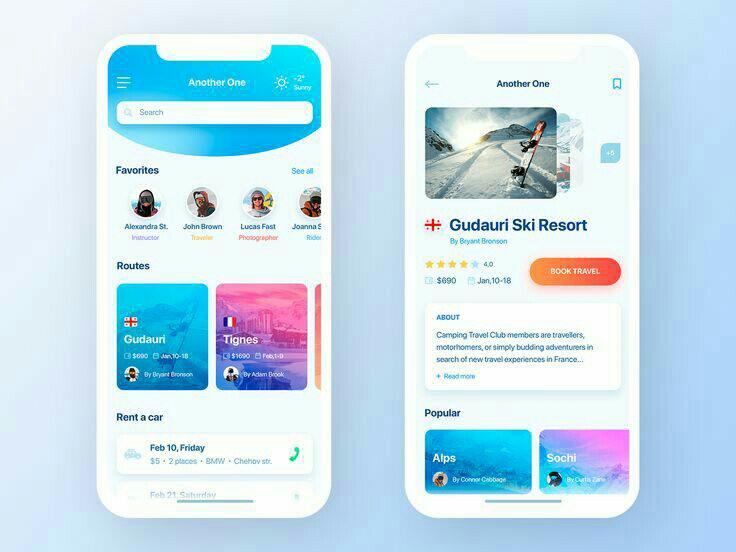 Another One
-2°
Sunny
Search
Favorites
See all
Alexandra St.
John Brown
Lucas Fast
Joanna S
Instructor
Traveler
Photographer
Rider
Routes
Gudauri
$690 Jan,10-18
By Bryant Bronson
Tignes
$1690 Feb,1-9
By Adam Brook
Rent a car
Feb 10, Friday
$5 • 2 places • BMW • Chehov str.
Feb 21, Saturday
Another One
+5
Gudauri Ski Resort
By Bryant Bronson
4,0
$690 Jan,10-18
BOOK TRAVEL
ABOUT
Camping Travel Club members are travellers,
motorhomers, or simply budding adventurers in
search of new travel experiences in France...
+ Read more
Popular
Alps
By Connor Cabbage
Sochi
By Curtis Zane